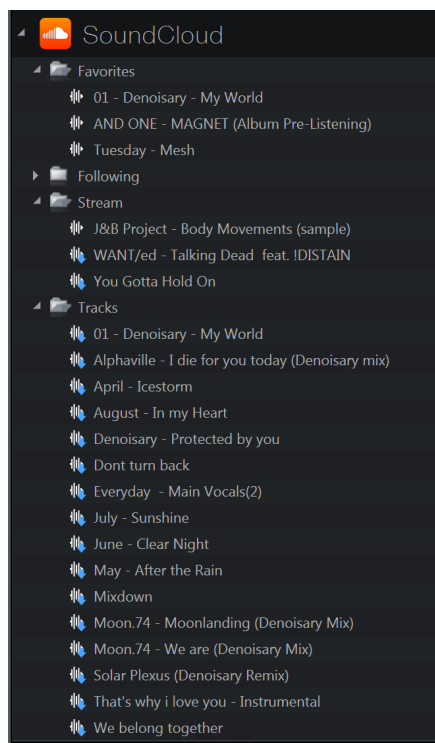 SoundCloud
Favorites
01 - Denoisary - My World
AND ONE - MAGNET (Album Pre-Listening)
Tuesday - Mesh
Following
Stream
J&B Project - Body Movements (sample)
WANT/ed - Talking Dead  feat. !DISTAIN
You Gotta Hold On
Tracks
01 - Denoisary - My World
Alphaville - I die for you today (Denoisary mix)
April - Icestorm
August - In my Heart
Denoisary - Protected by you
Dont turn back
Everyday  - Main Vocals(2)
July - Sunshine
June - Clear Night
May - After the Rain
Mixdown
Moon.74 - Moonlanding (Denoisary Mix)
Moon.74 - We are (Denoisary Mix)
Solar Plexus (Denoisary Remix)
That's why i love you - Instrumental
We belong together